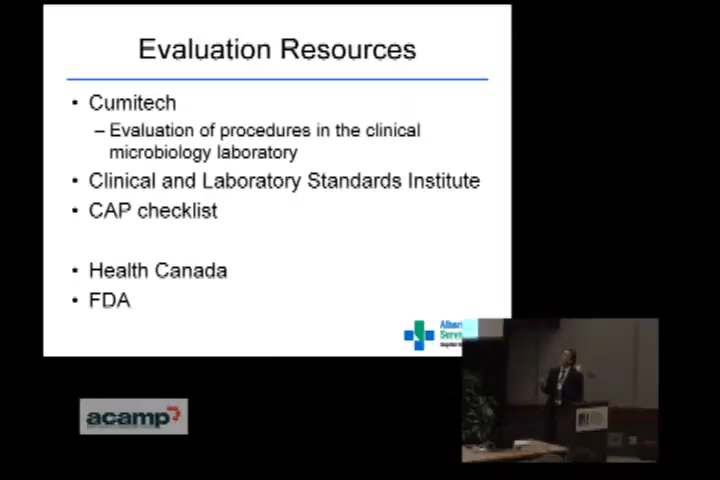 Evaluation Resources
• Cumitech
– Evaluation of procedures in the clinical
microbiology laboratory
• Clinical and Laboratory Standards Institute
• CAP checklist
• Health Canada
• FDA
acamp